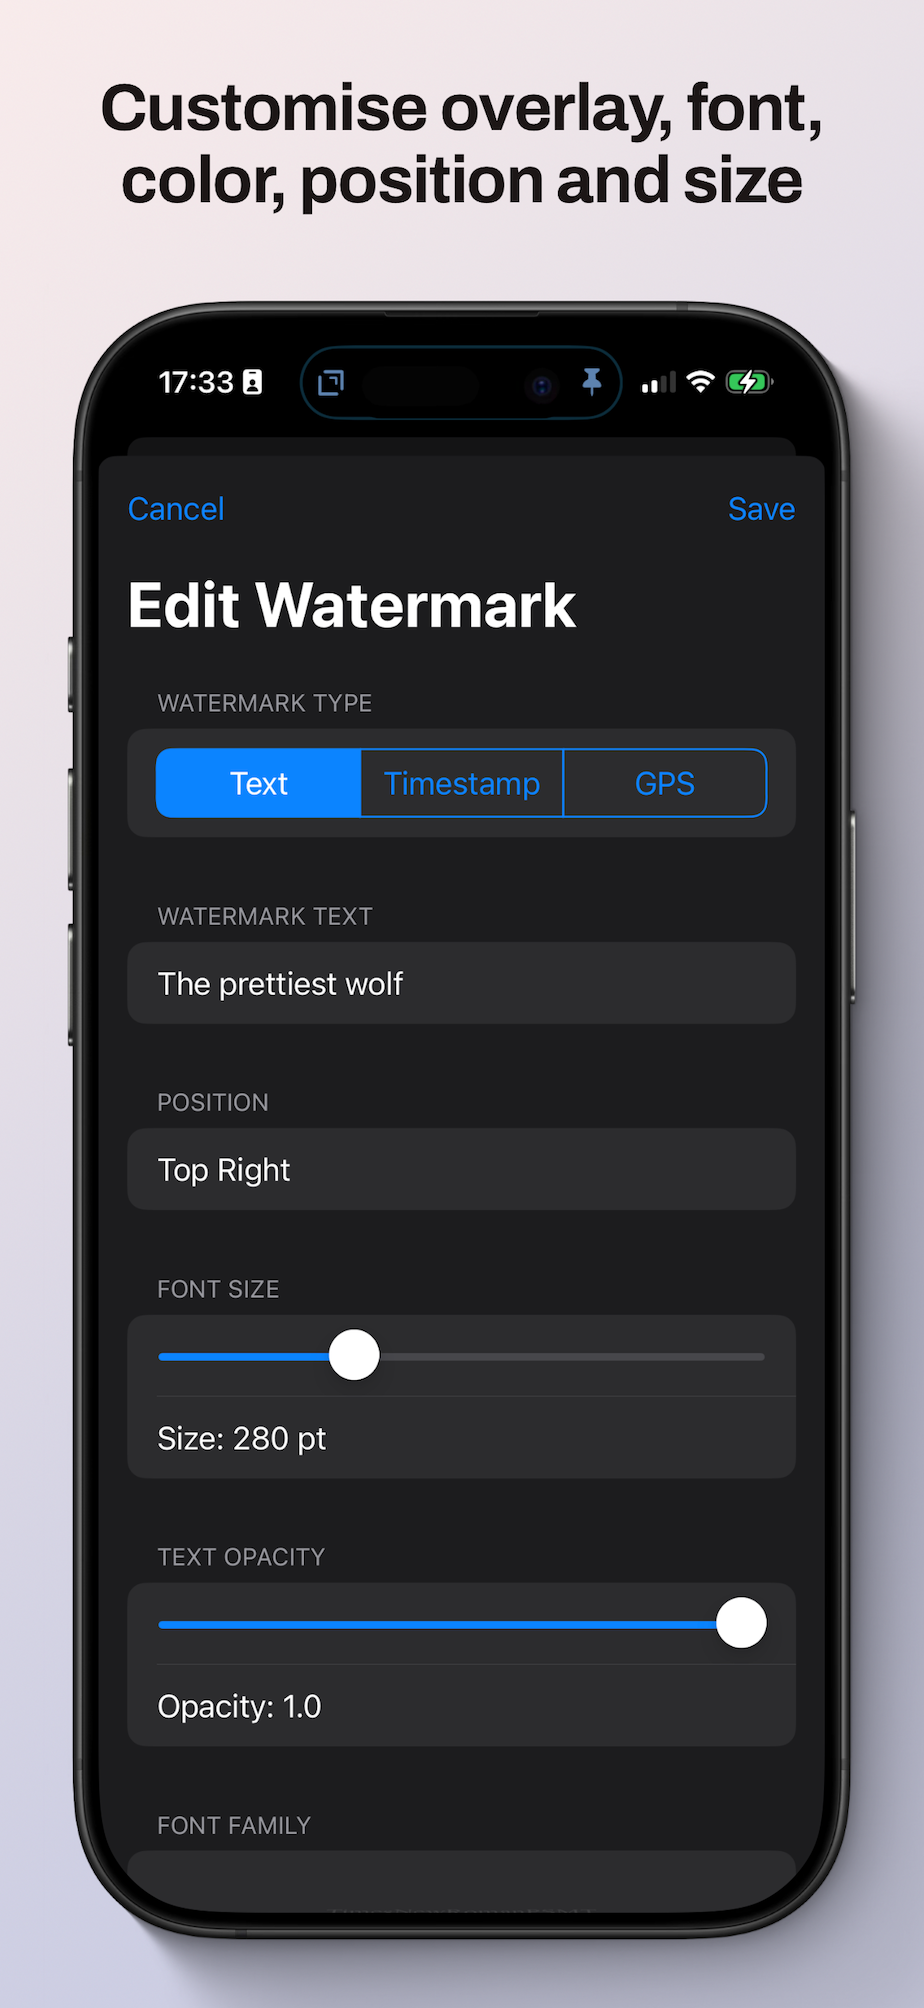 Customise overlay, font,
color, position and size
17:33
Cancel
Save
Edit Watermark
WATERMARK TYPE
Text
Timestamp
GPS
WATERMARK TEXT
The prettiest wolf
POSITION
Top Right
FONT SIZE
Size: 280 pt
TEXT OPACITY
Opacity: 1.0
FONT FAMILY